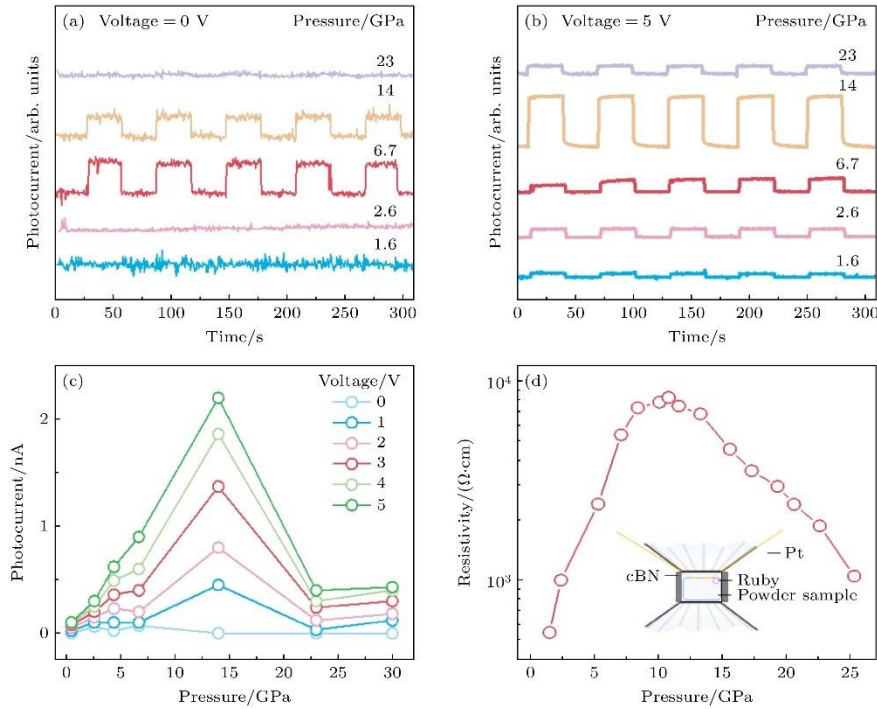 (a) Voltage = 0 V Pressure/GPa
23
14
6.7
2.6
1.6
Photocurrent/arb. units
0 50 100 150 200 250 300
Time/s
(b) Voltage = 5 V Pressure/GPa
23
14
6.7
2.6
1.6
Photocurrent/arb. units
0 50 100 150 200 250 300
Time/s
(c) Voltage/V
0
1
2
3
4
5
2
1
0
Photocurrent/nA
0 5 10 15 20 25 30
Pressure/GPa
(d)
10⁴
10³
Resistivity/(Ω·cm)
Pt
cBN
Ruby
Powder sample
0 5 10 15 20 25
Pressure/GPa